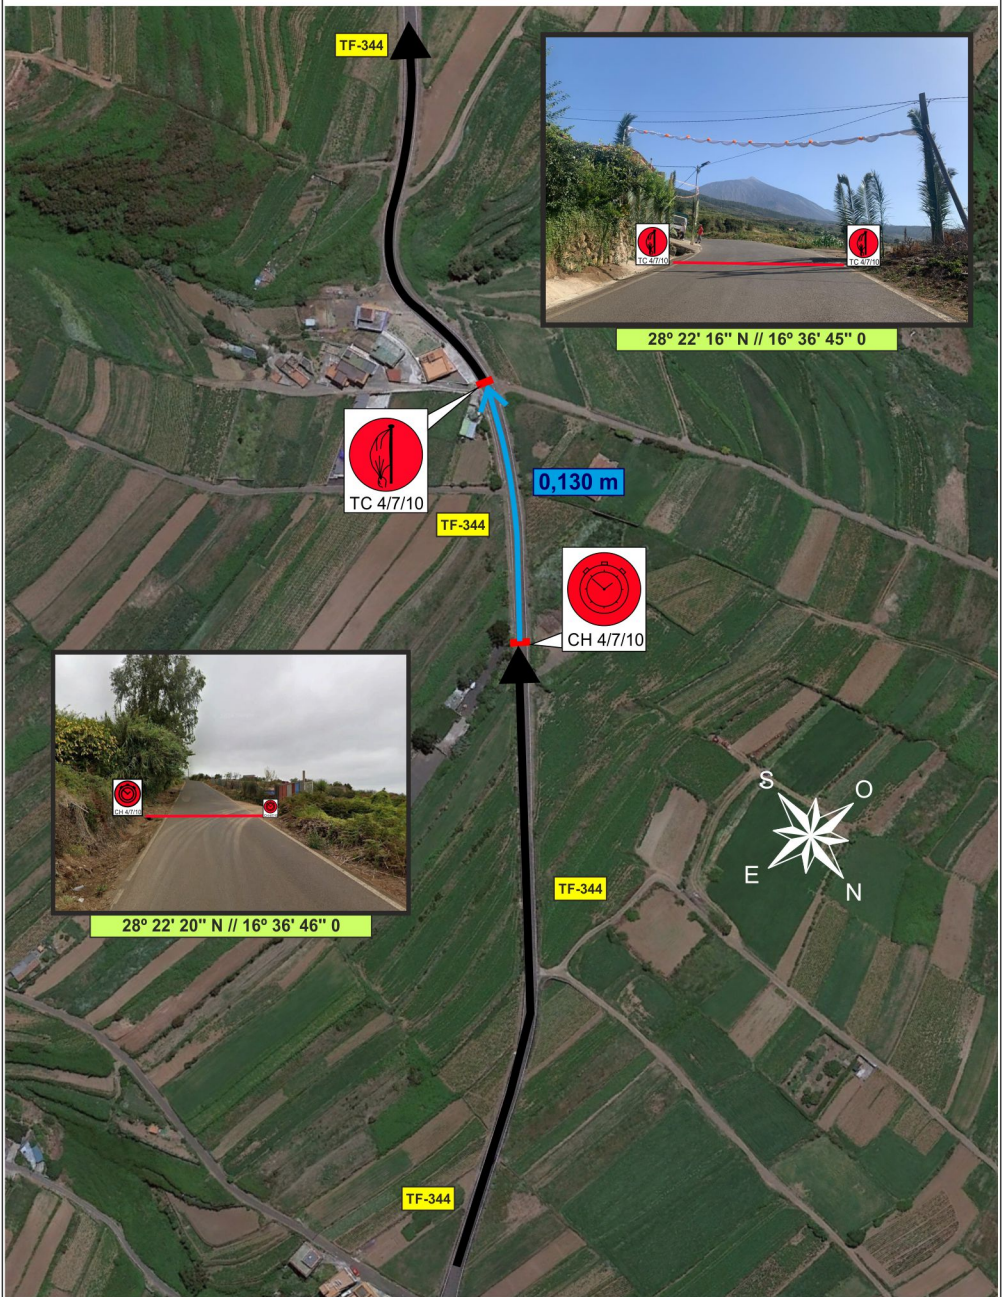 TF-344
TC 4/7/10
TC 4/7/10
28º 22' 16" N // 16º 36' 45" 0
TC 4/7/10
0,130 m
TF-344
CH 4/7/10
CH 4/7/10
28º 22' 20" N // 16º 36' 46" 0
S
O
E
N
TF-344
TF-344